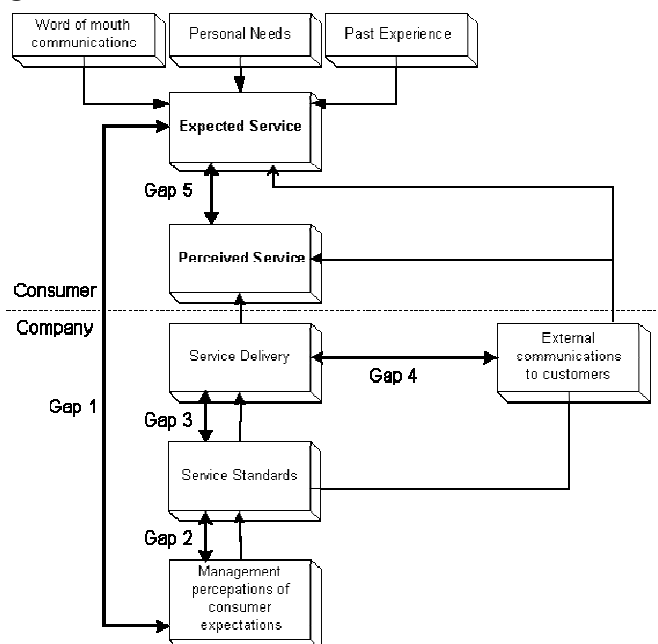 Word of mouth
communications
Personal Needs
Past Experience
Expected Service
Gap 5
Perceived Service
Consumer
Company
Service Delivery
External
communications
to customers
Gap 4
Gap 1
Gap 3
Service Standards
Gap 2
Management
percepations of
consumer
expectations